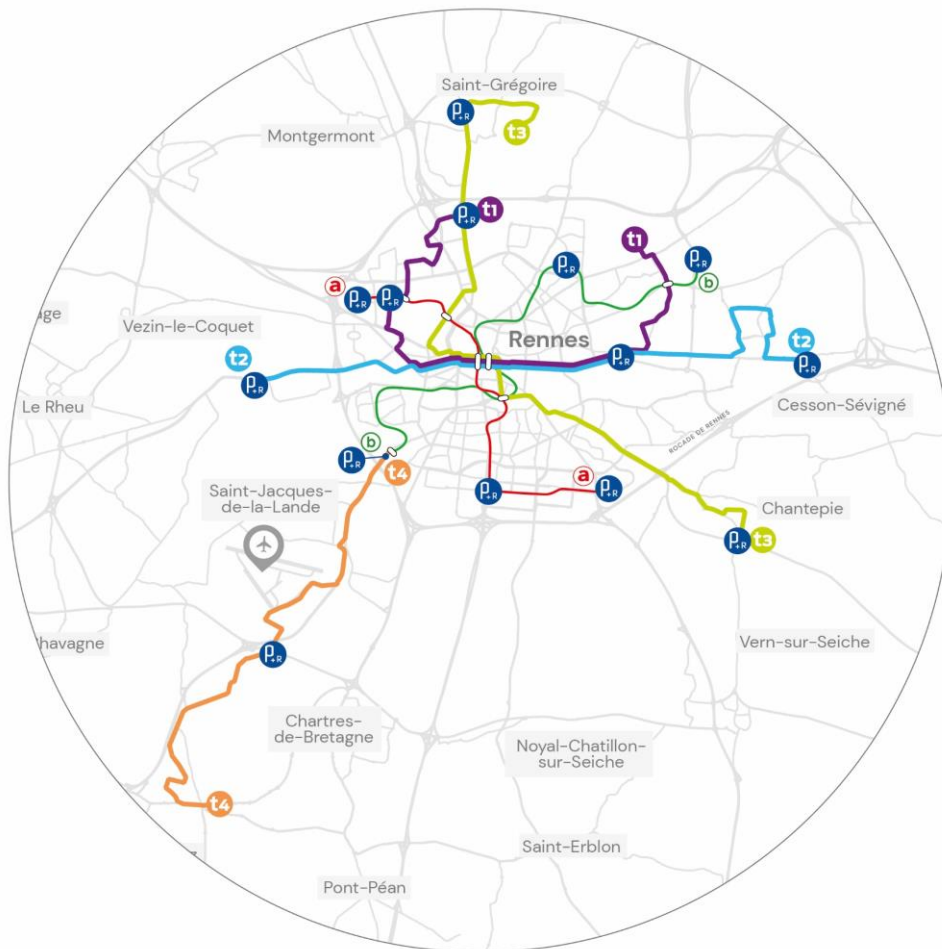 Saint-Grégoire
P+R
t3
Montgermont
P+R
t1
t1
P+R
P+R
b
a
P+R
P+R
age
Vezin-le-Coquet
Rennes
t2
P+R
t2
P+R
P+R
Le Rheu
Cesson-Sévigné
ROCADE DE RENNES
b
P+R
t4
a
P+R
P+R
Saint-Jacques-
de-la-Lande
Chantepie
P+R
t3
Chavagne
Vern-sur-Seiche
P+R
Chartres-
de-Bretagne
Noyal-Chatillon-
sur-Seiche
t4
Saint-Erblon
Pont-Péan